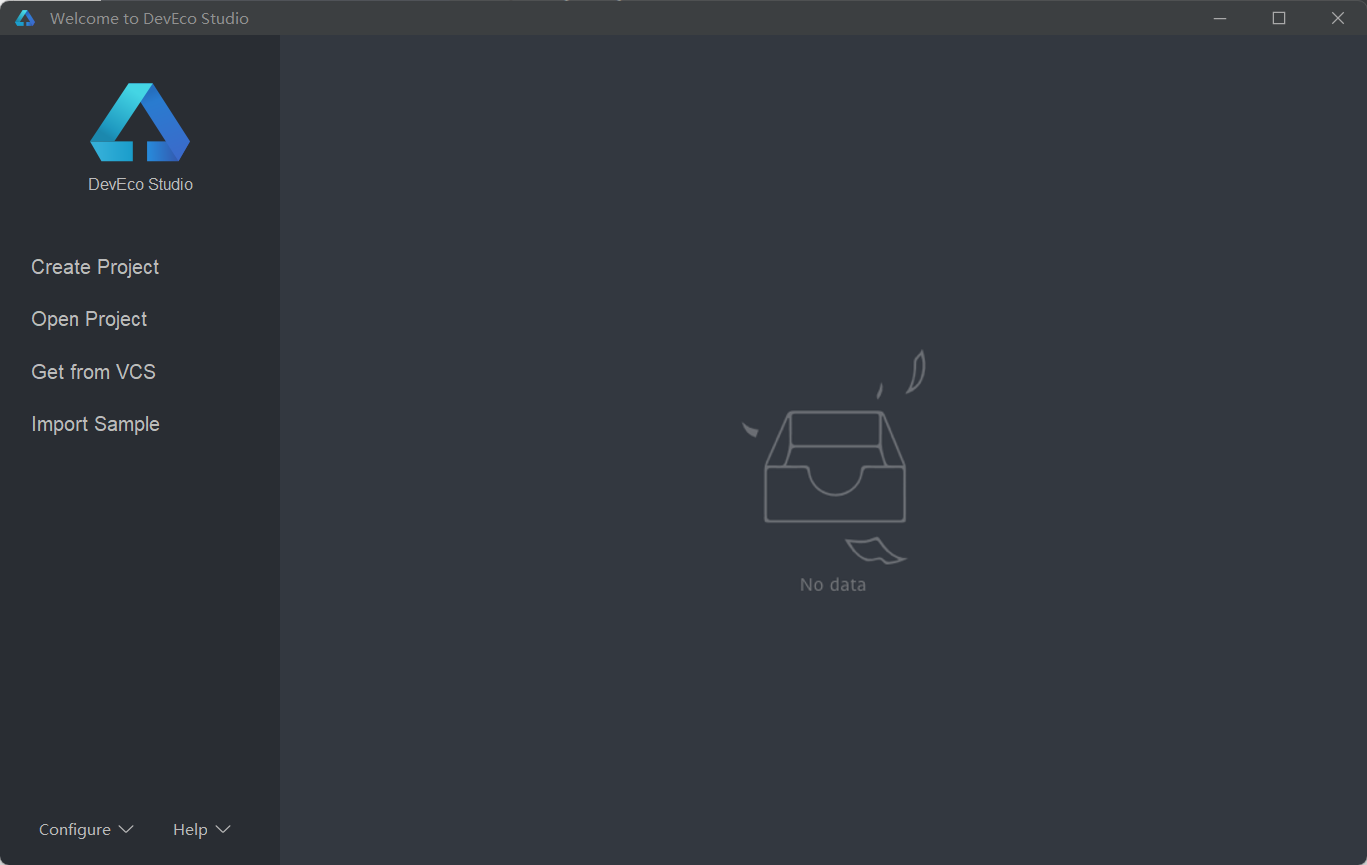 Welcome to DevEco Studio
DevEco Studio
Create Project
Open Project
Get from VCS
Import Sample
No data
Configure
Help